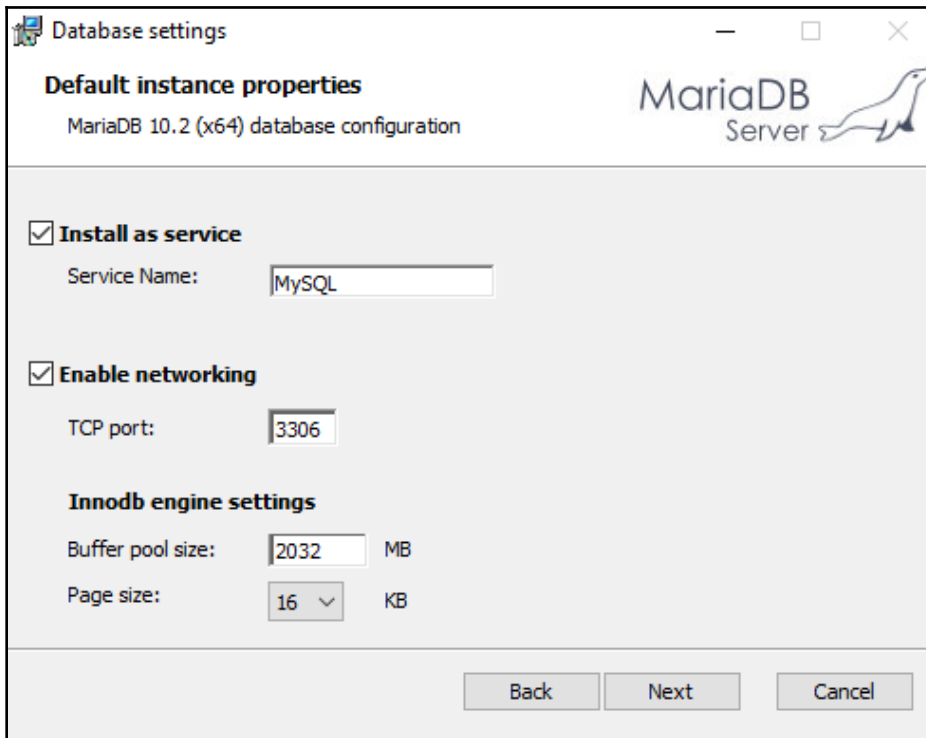 Database settings
Default instance properties
MariaDB 10.2 (x64) database configuration
MariaDB
Server
Install as service
Service Name: MySQL
Enable networking
TCP port: 3306
Innodb engine settings
Buffer pool size: 2032 MB
Page size: 16 KB
Back Next Cancel